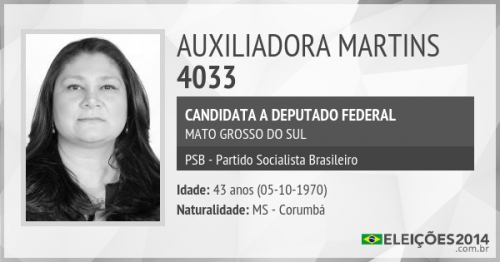 AUXILIADORA MARTINS
4033
CANDIDATA A DEPUTADO FEDERAL
MATO GROSSO DO SUL
PSB - Partido Socialista Brasileiro
Idade: 43 anos (05-10-1970)
Naturalidade: MS - Corumbá
ELEIÇÕES2014
.com.br